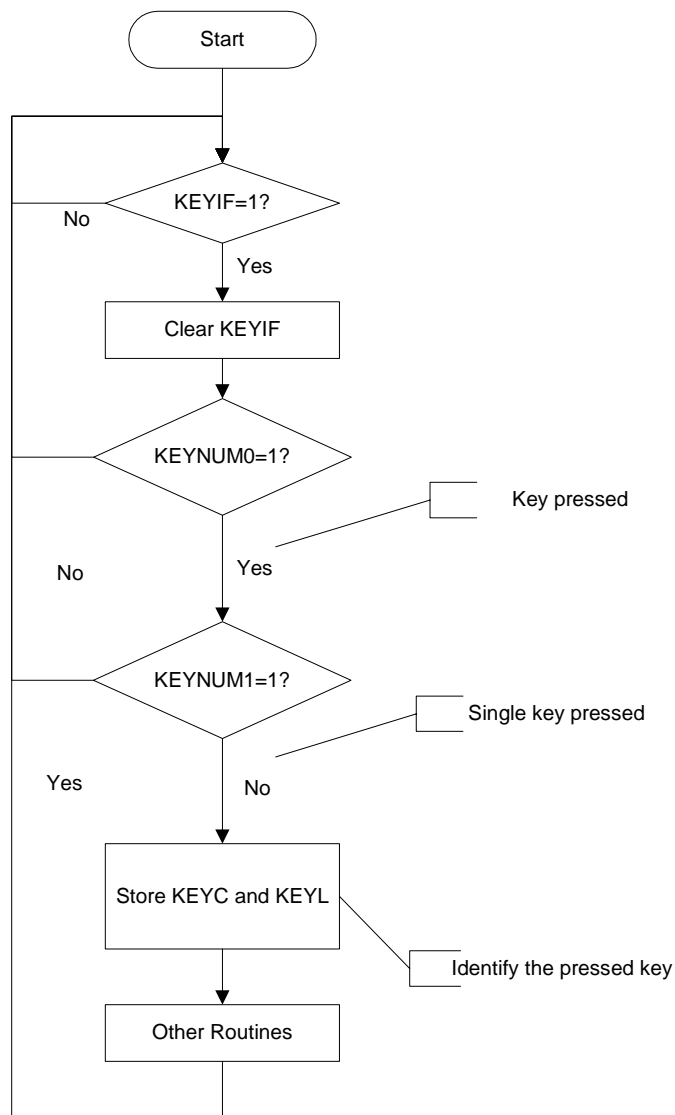 Start
KEYIF=1?
No
Yes
Clear KEYIF
KEYNUM0=1?
Key pressed
No
Yes
KEYNUM1=1?
Single key pressed
Yes
No
Store KEYC and KEYL
Identify the pressed key
Other Routines